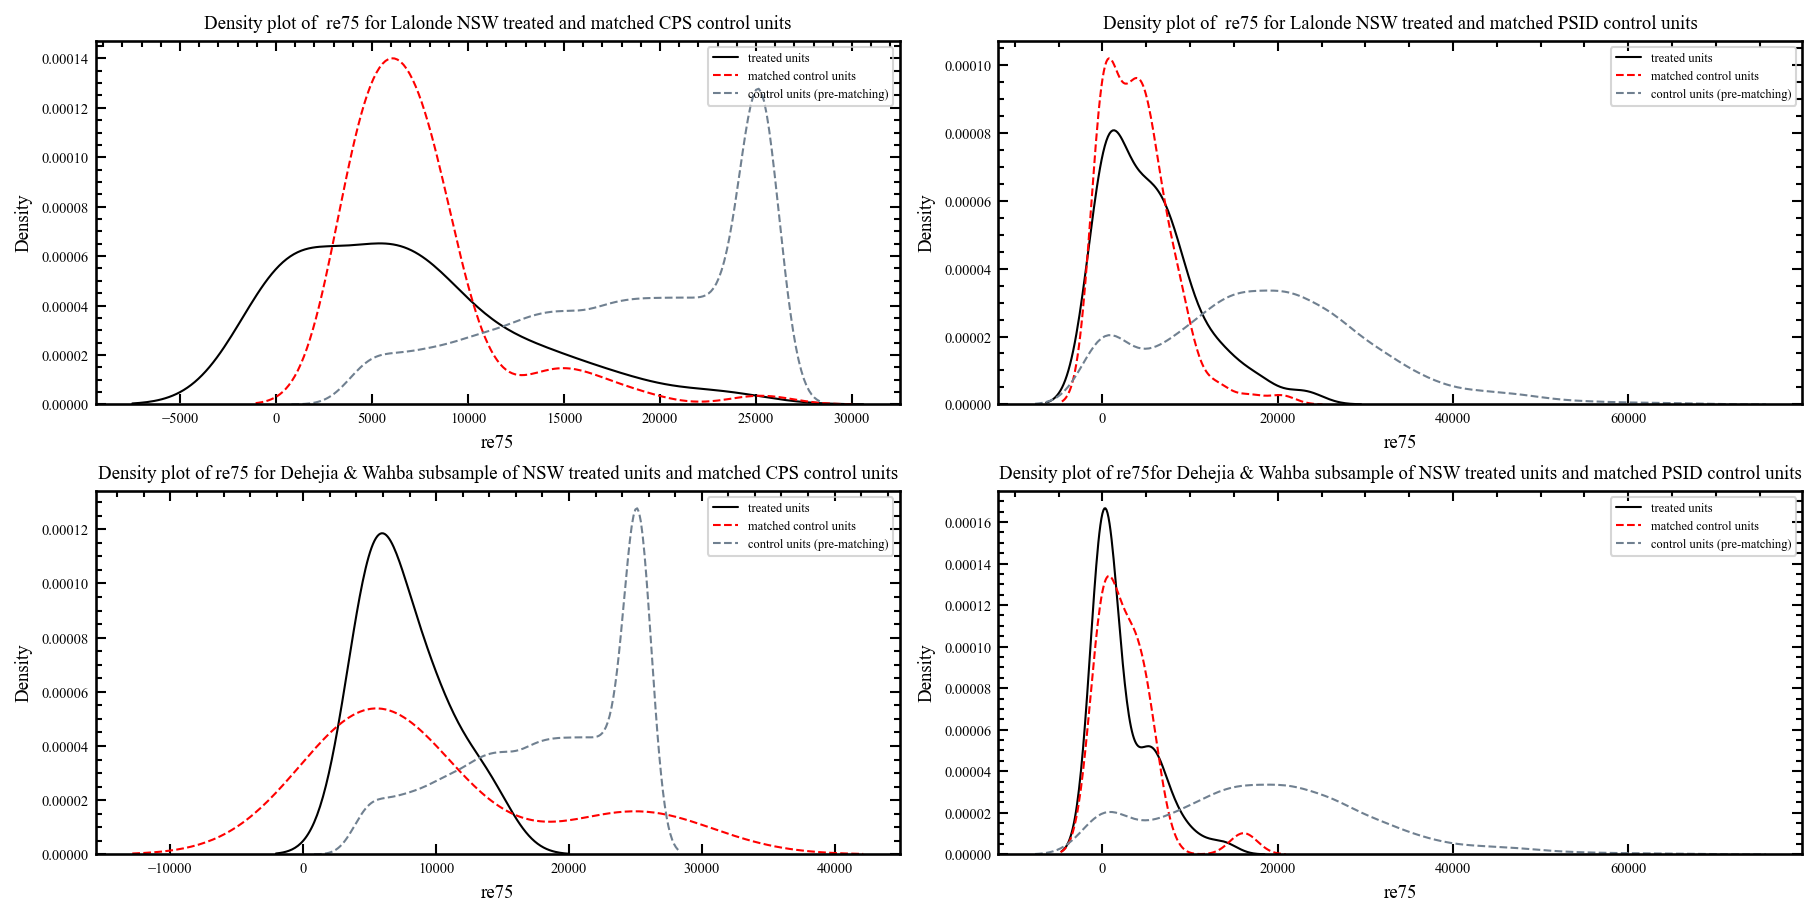 Density plot of  re75 for Lalonde NSW treated and matched CPS control units
0.00014
0.00012
0.00010
0.00008
0.00006
0.00004
0.00002
0.00000
Density
treated units
matched control units
control units (pre-matching)
−5000 0 5000 10000 15000 20000 25000 30000
re75
Density plot of  re75 for Lalonde NSW treated and matched PSID control units
0.00010
0.00008
0.00006
0.00004
0.00002
0.00000
Density
treated units
matched control units
control units (pre-matching)
0 20000 40000 60000
re75
Density plot of re75 for Dehejia & Wahba subsample of NSW treated units and matched CPS control units
0.00012
0.00010
0.00008
0.00006
0.00004
0.00002
0.00000
Density
treated units
matched control units
control units (pre-matching)
−10000 0 10000 20000 30000 40000
re75
Density plot of re75for Dehejia & Wahba subsample of NSW treated units and matched PSID control units
0.00016
0.00014
0.00012
0.00010
0.00008
0.00006
0.00004
0.00002
0.00000
Density
treated units
matched control units
control units (pre-matching)
0 20000 40000 60000
re75